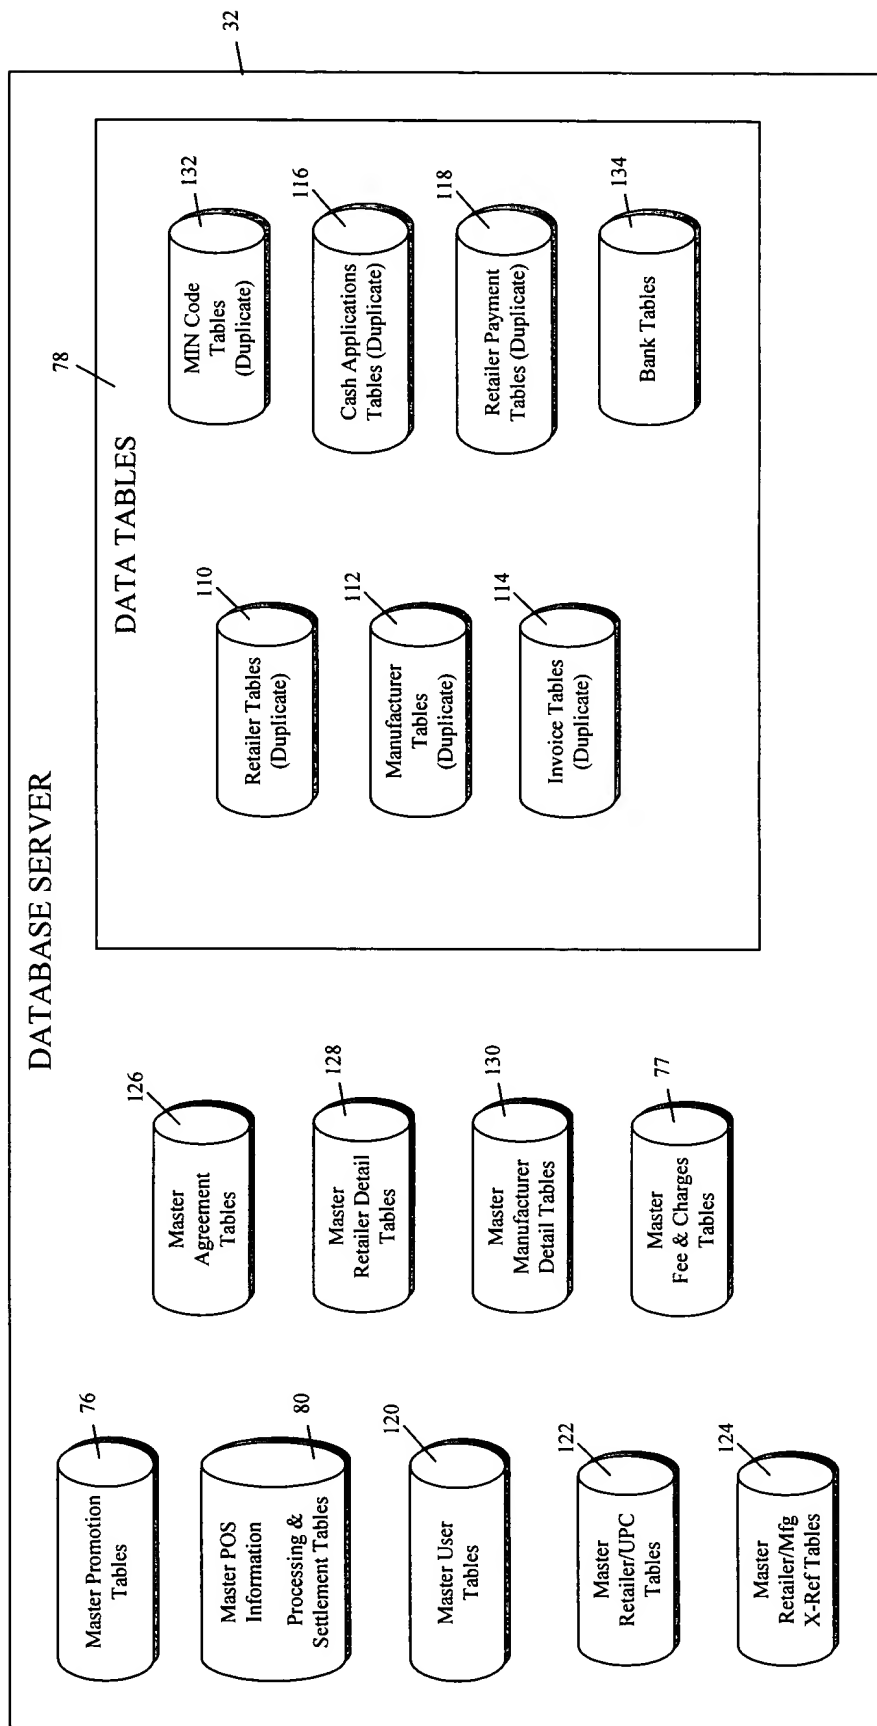 DATABASE SERVER
32
76
Master Promotion
Tables
80
Master POS
Information
Processing &
Settlement Tables
120
Master User
Tables
122
Master
Retailer/UPC
Tables
124
Master
Retailer/Mfg
X-Ref Tables
126
Master
Agreement
Tables
128
Master
Retailer Detail
Tables
130
Master
Manufacturer
Detail Tables
77
Master
Fee & Charges
Tables
DATA TABLES
78
110
Retailer Tables
(Duplicate)
112
Manufacturer
Tables
(Duplicate)
114
Invoice Tables
(Duplicate)
132
MIN Code
Tables
(Duplicate)
116
Cash Applications
Tables (Duplicate)
118
Retailer Payment
Tables (Duplicate)
134
Bank Tables